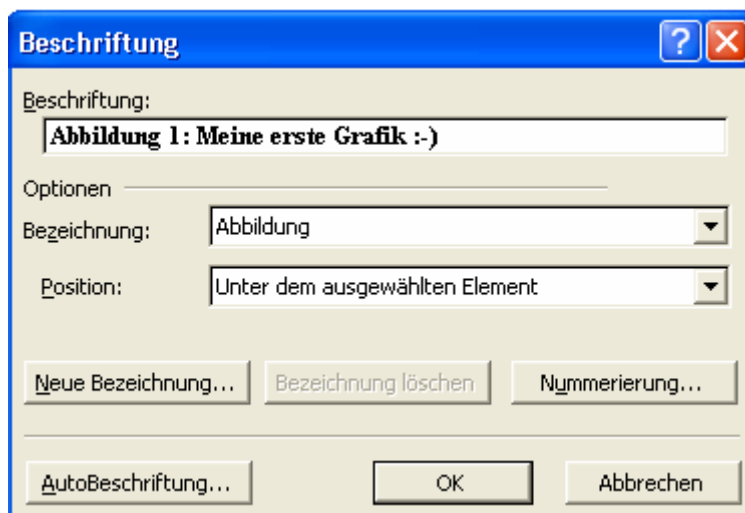 Beschriftung
Beschriftung:
Abbildung 1: Meine erste Grafik :-)
Optionen
Bezeichnung: Abbildung
Position: Unter dem ausgewählten Element
Neue Bezeichnung... Bezeichnung löschen Nummerierung...
AutoBeschriftung... OK Abbrechen